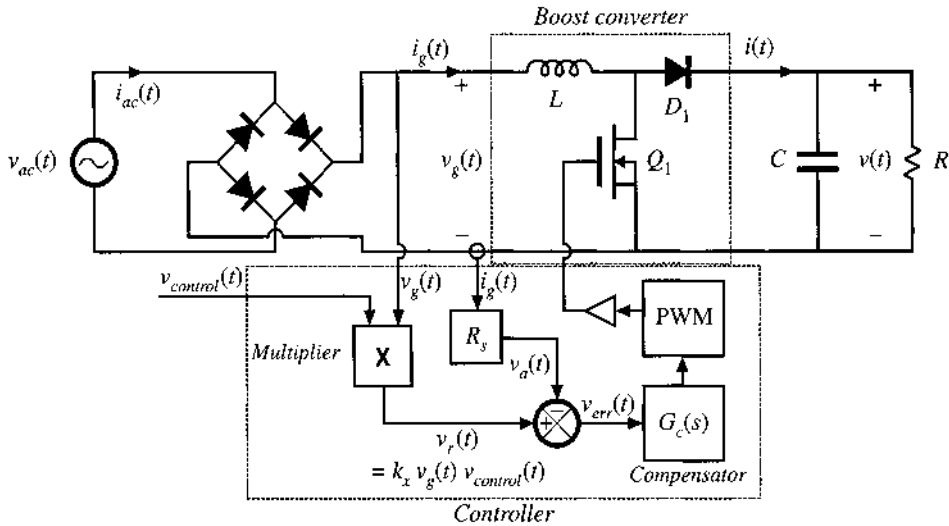 Boost converter
i_g(t)
i(t)
i_ac(t)
+
L
D_1
+
v_ac(t)
v_g(t)
Q_1
C
v(t)
R
–
–
v_control(t)
v_g(t)
i_g(t)
PWM
Multiplier
X
R_s
v_a(t)
–
+
v_err(t)
G_c(s)
v_r(t)
= k_x v_g(t) v_control(t)
Compensator
Controller